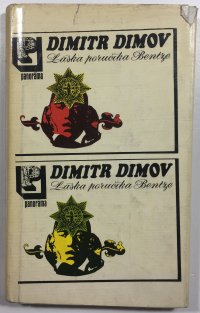 DIMITR DIMOV
Láska poručíka Bentze
panorama
DIMITR DIMOV
Láska poručíka Bentze
panorama